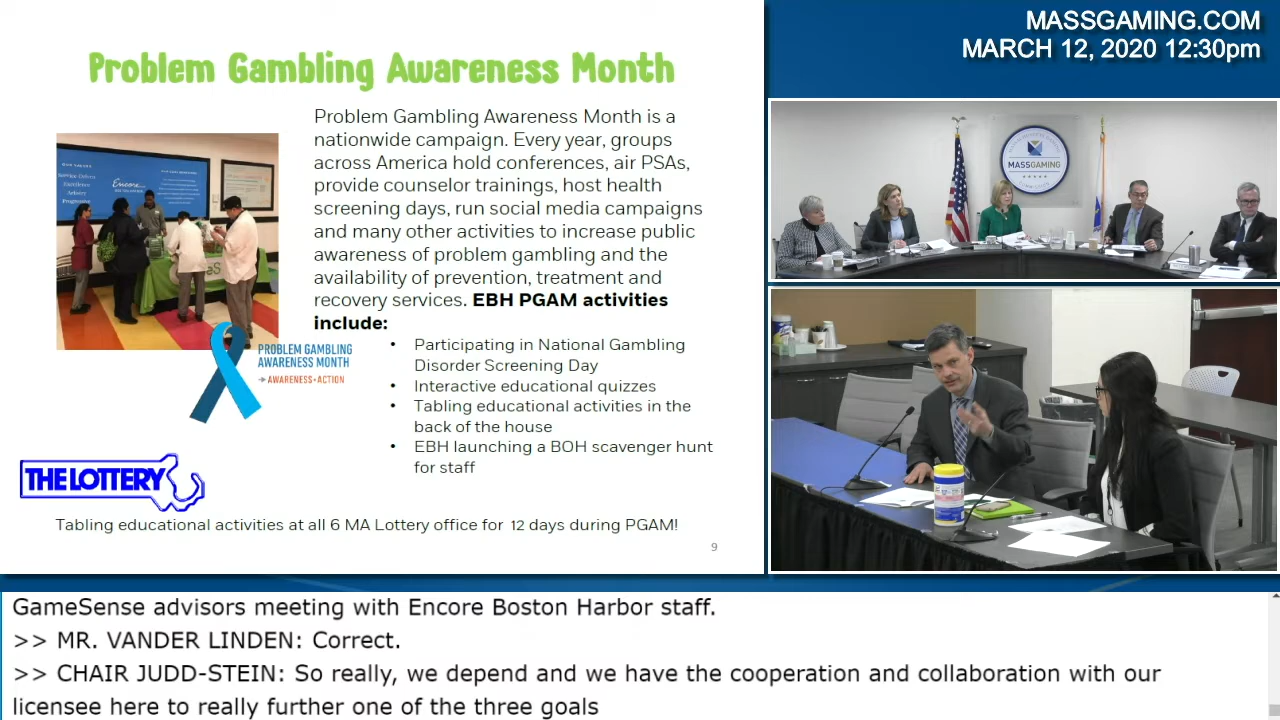 Problem Gambling Awareness Month
Problem Gambling Awareness Month is a
nationwide campaign. Every year, groups
across America hold conferences, air PSAs,
provide counselor trainings, host health
screening days, run social media campaigns
and many other activities to increase public
awareness of problem gambling and the
availability of prevention, treatment and
recovery services. EBH PGAM activities
include:
• Participating in National Gambling
Disorder Screening Day
• Interactive educational quizzes
• Tabling educational activities in the
back of the house
• EBH launching a BOH scavenger hunt
for staff
Encore
PROBLEM GAMBLING
AWARENESS MONTH
AWARENESS+ACTION
THE LOTTERY
Tabling educational activities at all 6 MA Lottery office for 12 days during PGAM!
9
MASSGAMING.COM
MARCH 12, 2020 12:30pm
MASSGAMING
GameSense advisors meeting with Encore Boston Harbor staff.
>> MR. VANDER LINDEN: Correct.
>> CHAIR JUDD-STEIN: So really, we depend and we have the cooperation and collaboration with our
licensee here to really further one of the three goals